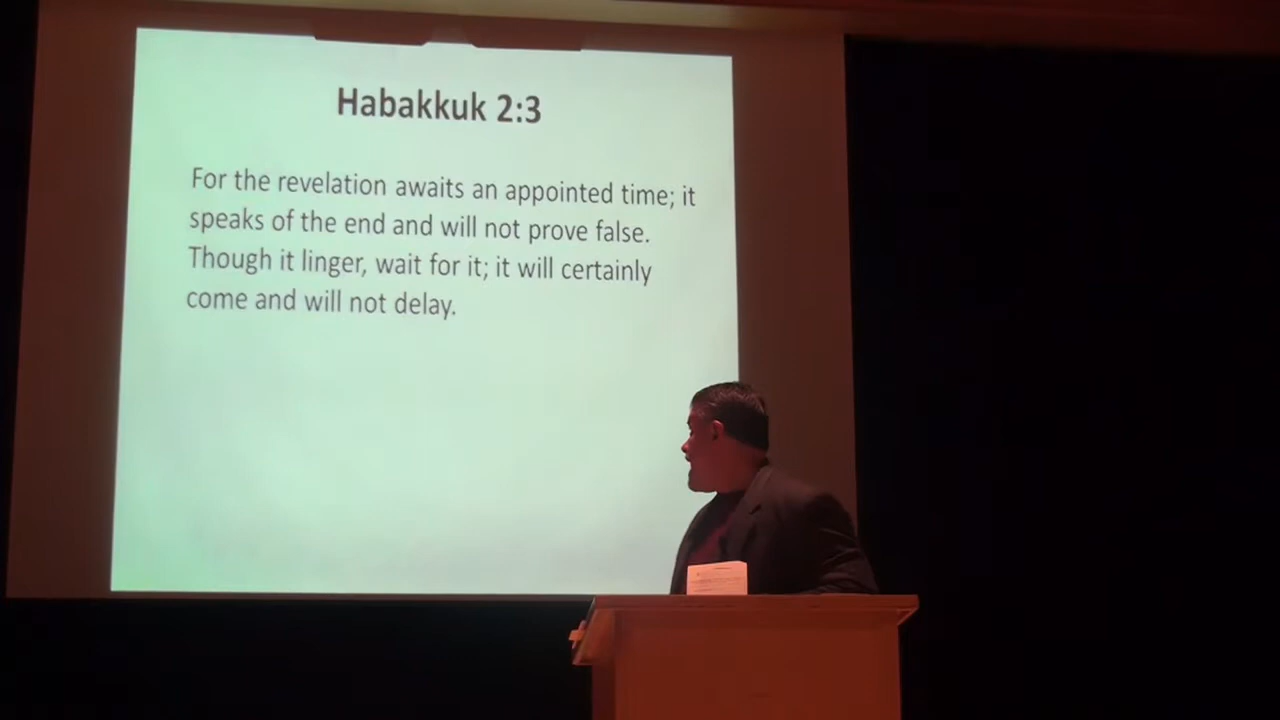 Habakkuk 2:3
For the revelation awaits an appointed time; it
speaks of the end and will not prove false.
Though it linger, wait for it; it will certainly
come and will not delay.